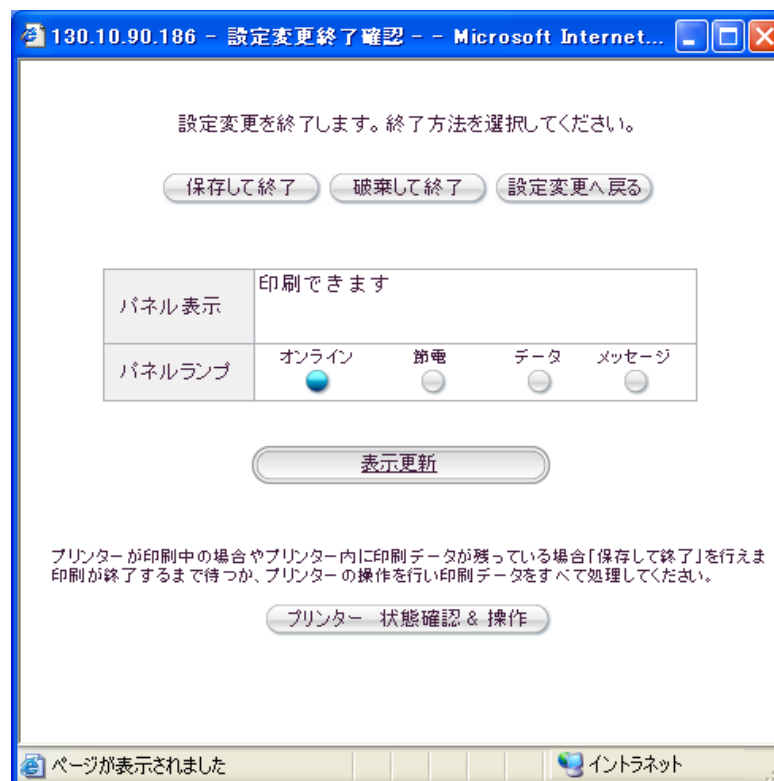 130.10.90.186 - 設定変更終了確認 - - Microsoft Internet...
設定変更を終了します。終了方法を選択してください。
保存して終了 破棄して終了 設定変更へ戻る
パネル表示 印刷できます
パネルランプ オンライン 節電 データ メッセージ
表示更新
プリンターが印刷中の場合やプリンター内に印刷データが残っている場合「保存して終了」を行えま
印刷が終了するまで待つか、プリンターの操作を行い印刷データをすべて処理してください。
プリンター 状態確認 & 操作
ページが表示されました イントラネット